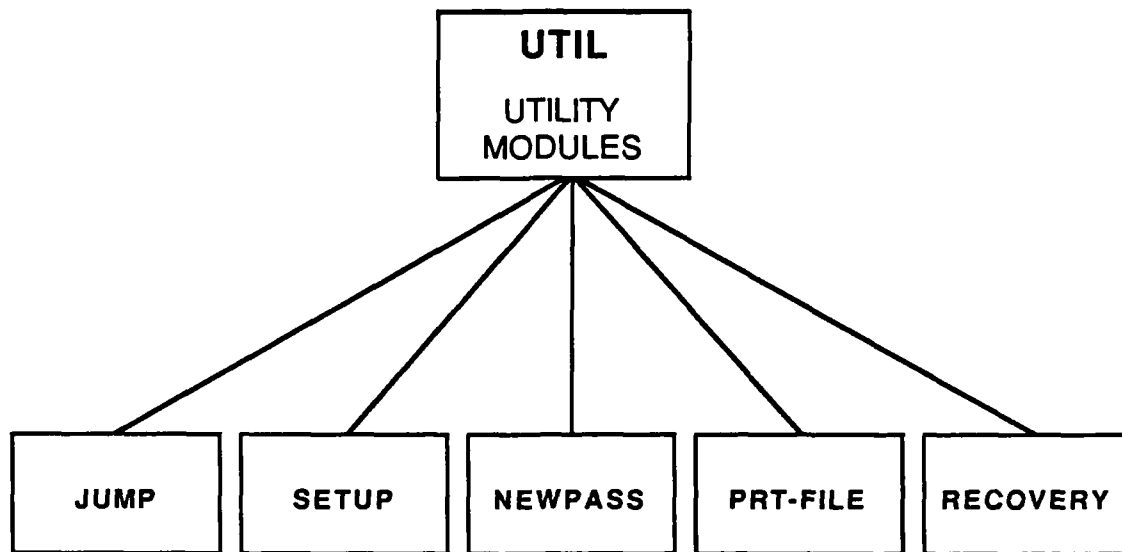 UTIL
UTILITY
MODULES
JUMP
SETUP
NEWPASS
PRT-FILE
RECOVERY